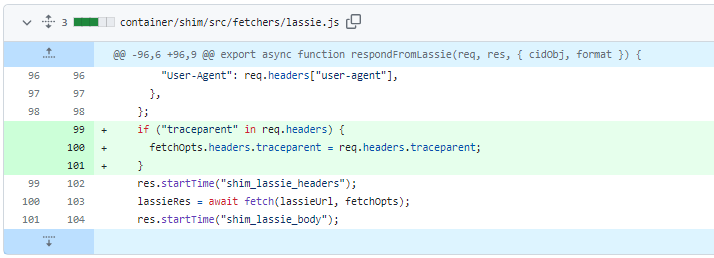 3 container/shim/src/fetchers/lassie.js
@@ -96,6 +96,9 @@ export async function respondFromLassie(req, res, { cidObj, format }) {
96 96 "User-Agent": req.headers["user-agent"],
97 97 },
98 98 };
99 + if ("traceparent" in req.headers) {
100 + fetchOpts.headers.traceparent = req.headers.traceparent;
101 + }
99 102 res.startTime("shim_lassie_headers");
100 103 lassieRes = await fetch(lassieUrl, fetchOpts);
101 104 res.startTime("shim_lassie_body");